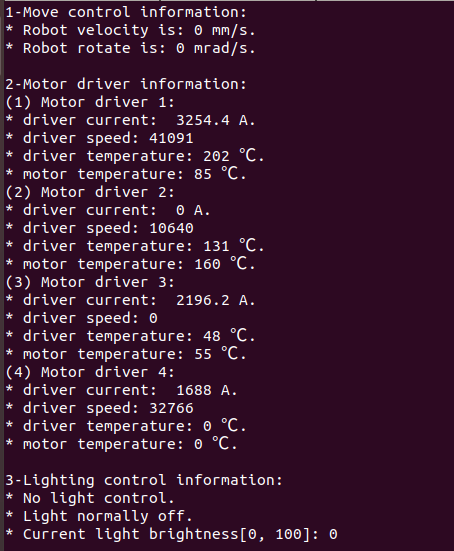 1-Move control information:
* Robot velocity is: 0 mm/s.
* Robot rotate is: 0 mrad/s.
2-Motor driver information:
(1) Motor driver 1:
* driver current:  3254.4 A.
* driver speed: 41091
* driver temperature: 202 ℃.
* motor temperature: 85 ℃.
(2) Motor driver 2:
* driver current:  0 A.
* driver speed: 10640
* driver temperature: 131 ℃.
* motor temperature: 160 ℃.
(3) Motor driver 3:
* driver current:  2196.2 A.
* driver speed: 0
* driver temperature: 48 ℃.
* motor temperature: 55 ℃.
(4) Motor driver 4:
* driver current:  1688 A.
* driver speed: 32766
* driver temperature: 0 ℃.
* motor temperature: 0 ℃.
3-Lighting control information:
* No light control.
* Light normally off.
* Current light brightness[0, 100]: 0